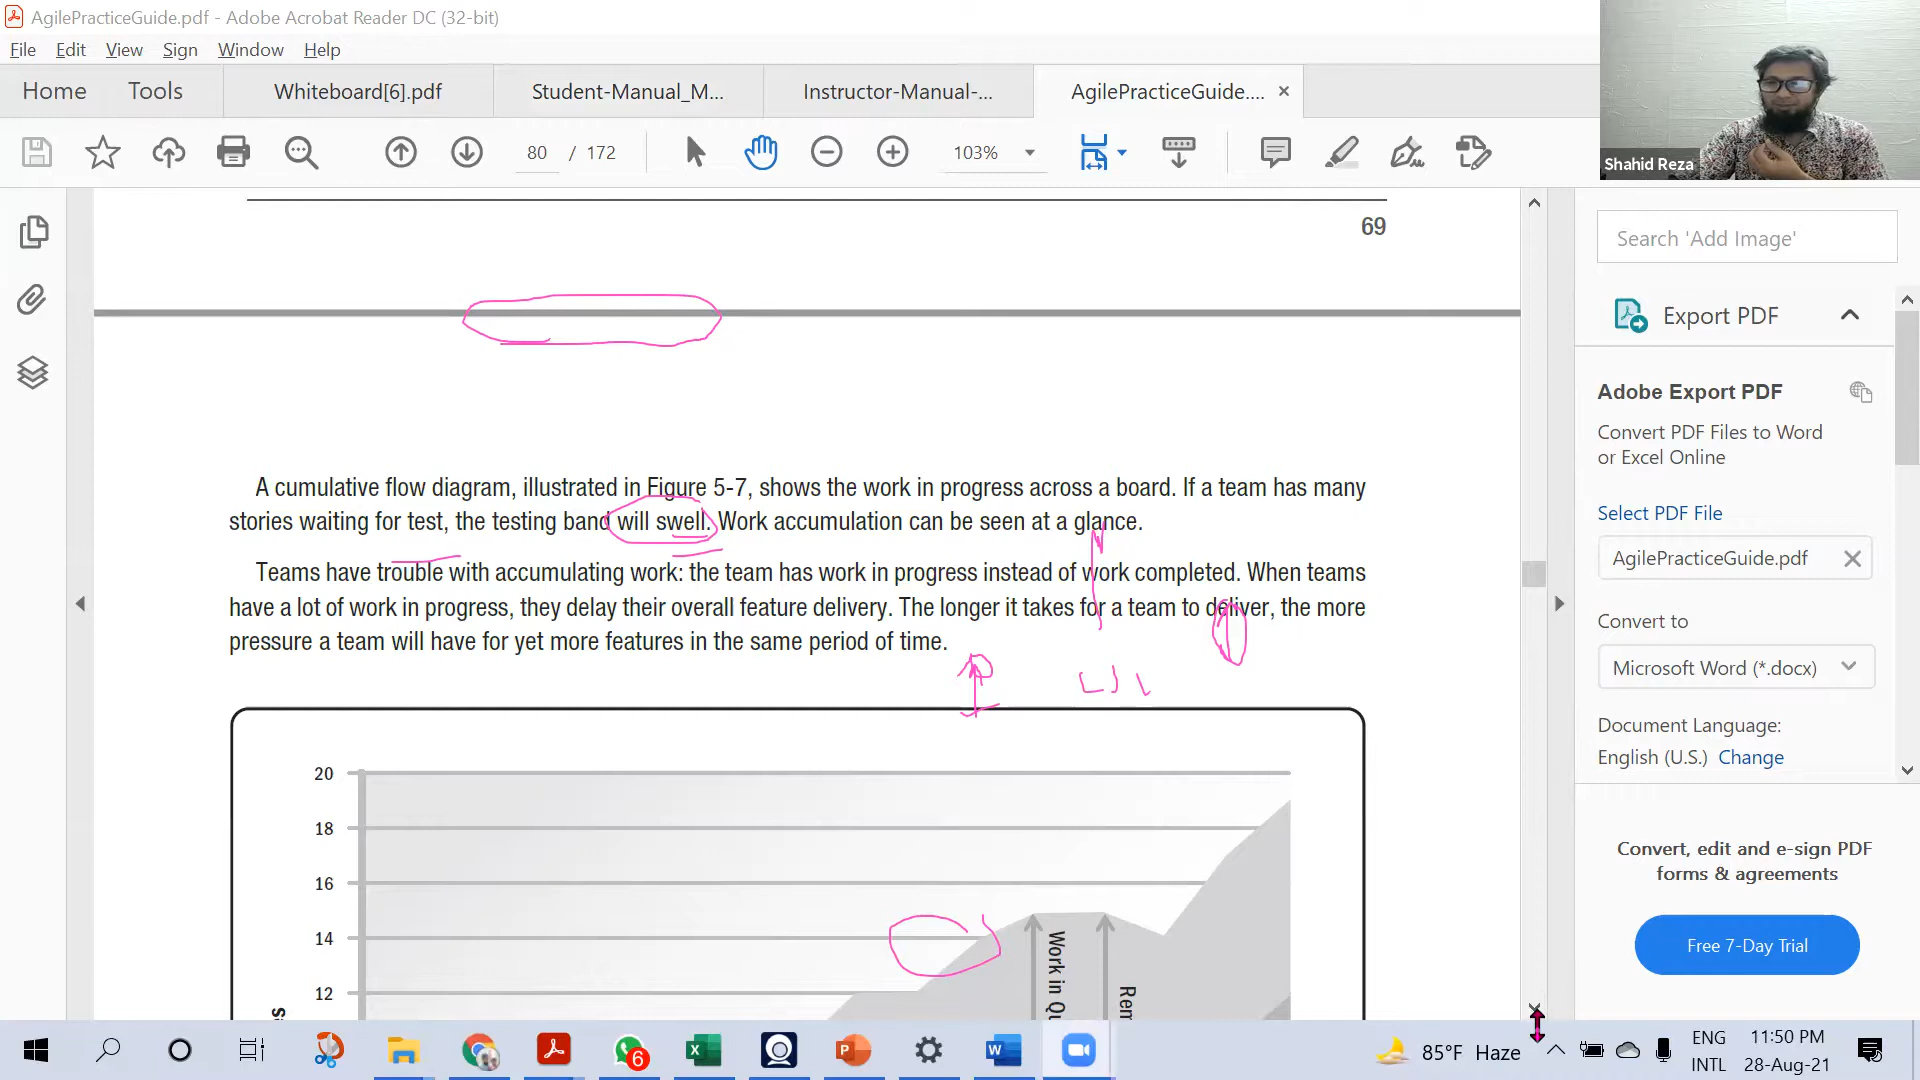 AgilePracticeGuide.pdf - Adobe Acrobat Reader DC (32-bit)
File Edit View Sign Window Help
Home Tools Whiteboard[6].pdf Student-Manual_M... Instructor-Manual-... AgilePracticeGuide....
80 / 172 103%
Shahid Reza
69
A cumulative flow diagram, illustrated in Figure 5-7, shows the work in progress across a board. If a team has many
stories waiting for test, the testing band will swell. Work accumulation can be seen at a glance.
Teams have trouble with accumulating work: the team has work in progress instead of work completed. When teams
have a lot of work in progress, they delay their overall feature delivery. The longer it takes for a team to deliver, the more
pressure a team will have for yet more features in the same period of time.
20
18
16
14
12
Work in Qu
Rem
Search 'Add Image'
Export PDF
Adobe Export PDF
Convert PDF Files to Word
or Excel Online
Select PDF File
AgilePracticeGuide.pdf
Convert to
Microsoft Word (*.docx)
Document Language:
English (U.S.) Change
Convert, edit and e-sign PDF
forms & agreements
Free 7-Day Trial
6
85°F Haze
ENG
INTL
11:50 PM
28-Aug-21